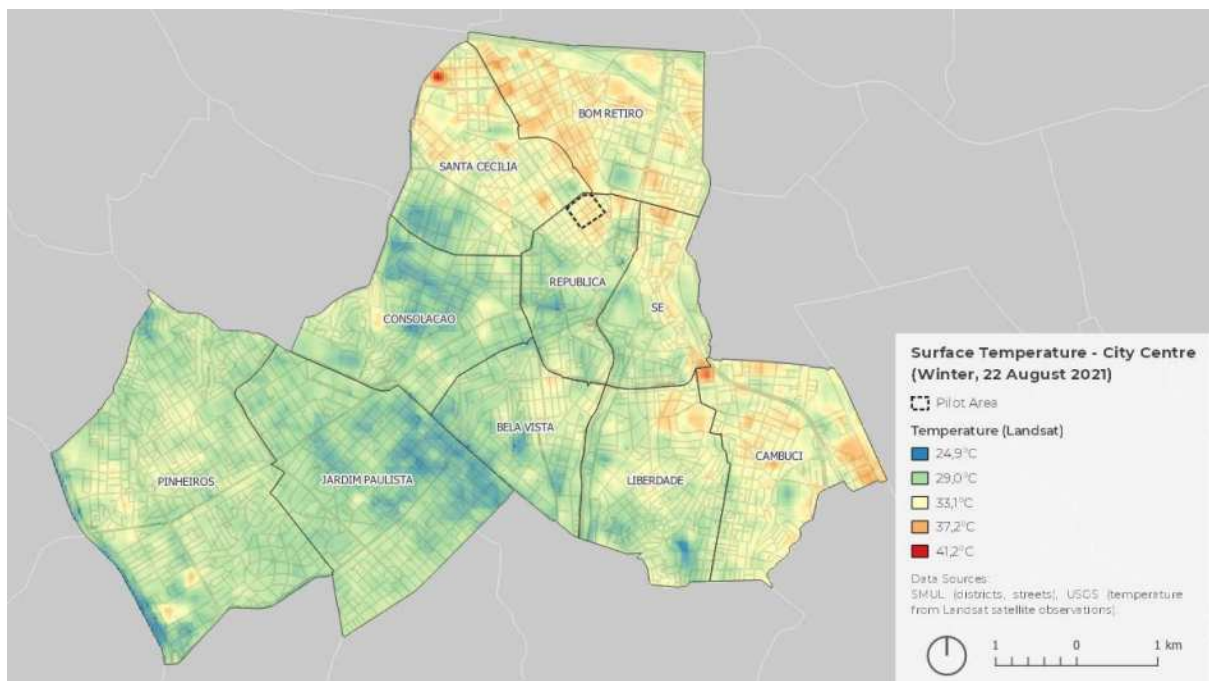 BOM RETIRO
SANTA CECILIA
REPUBLICA
SE
CONSOLACAO
BELA VISTA
CAMBUCI
PINHEIROS
JARDIM PAULISTA
LIBERDADE
Surface Temperature - City Centre
(Winter, 22 August 2021)
Pilot Area
Temperature (Landsat)
24,9°C
29,0°C
33,1°C
37,2°C
41,2°C
Data Sources
SMUL (districts, streets), USGS (temperature
from Landsat satellite observations).
1 0 1 km